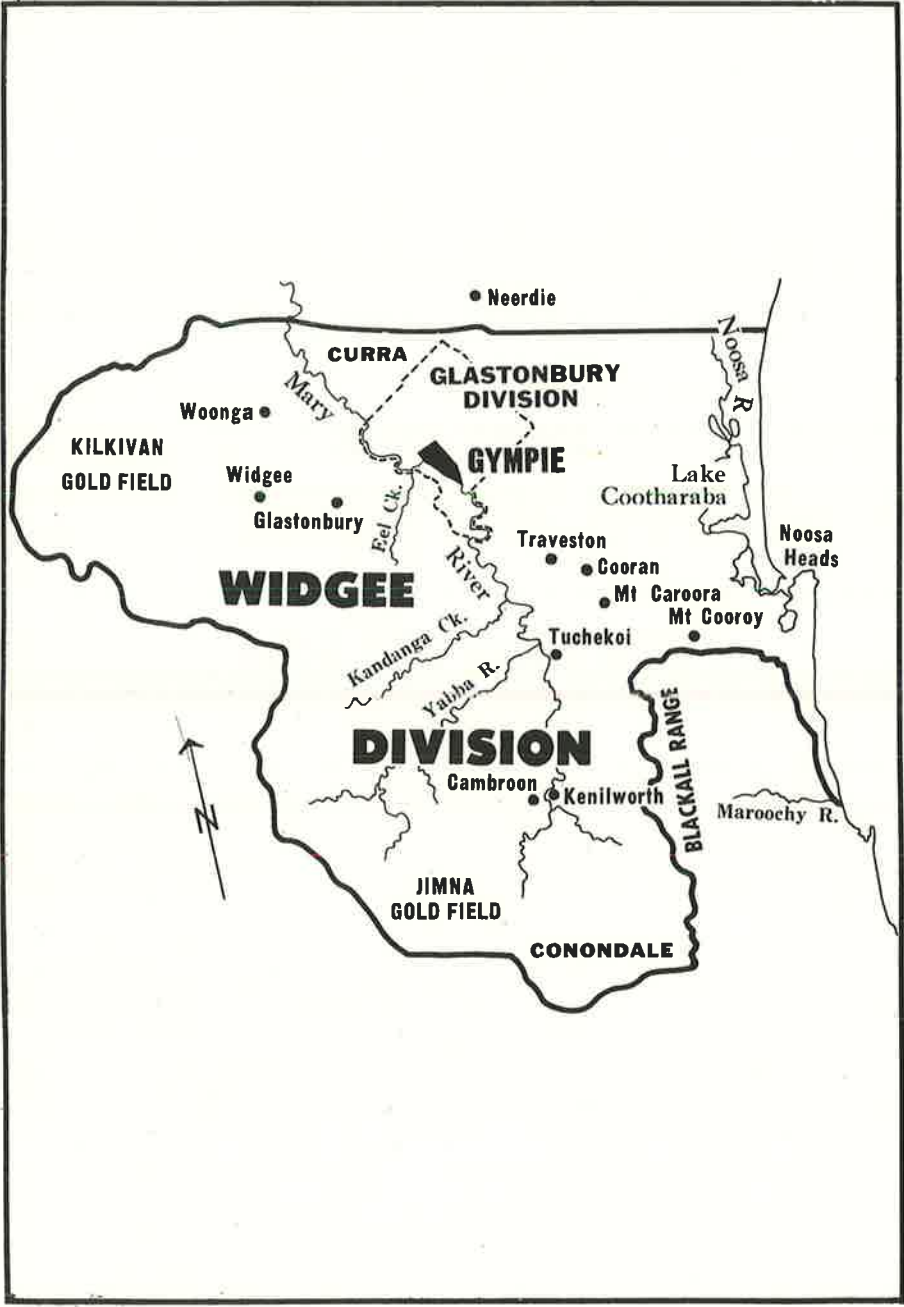 Neerdie
Noosa R
CURRA
Mary
GLASTONBURY
DIVISION
Woonga
KILKIVAN
GOLD FIELD
GYMPIE
Widgee
Glastonbury
Eel Ck.
Lake
Cootharaba
Noosa
Heads
Traveston
Cooran
River
WIDGEE
Mt Caroora
Mt Cooroy
Kandanga Ck.
Tuchekoi
Yabba R.
DIVISION
BLACKALL RANGE
Cambroon
Kenilworth
Maroochy R.
N
JIMNA
GOLD FIELD
CONONDALE